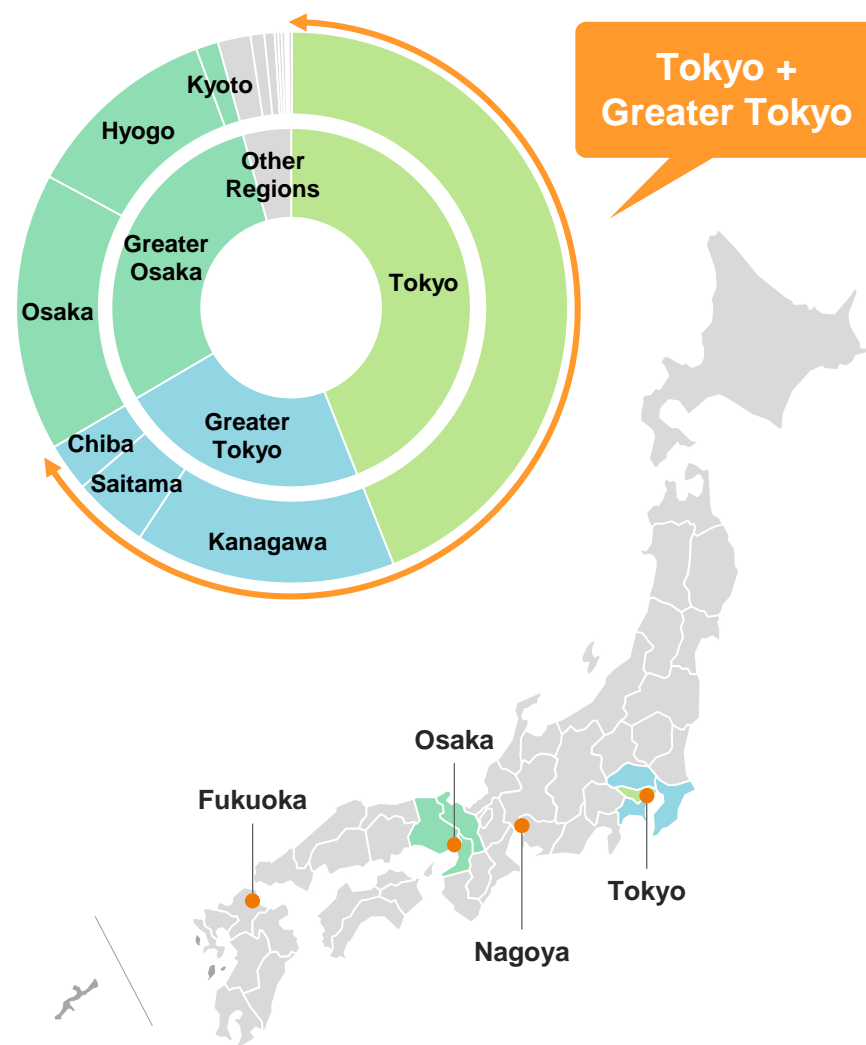 Tokyo +
Greater Tokyo
Kyoto
Hyogo
Other
Regions
Greater
Osaka
Tokyo
Osaka
Greater
Tokyo
Chiba
Saitama
Kanagawa
Osaka
Fukuoka
Tokyo
Nagoya